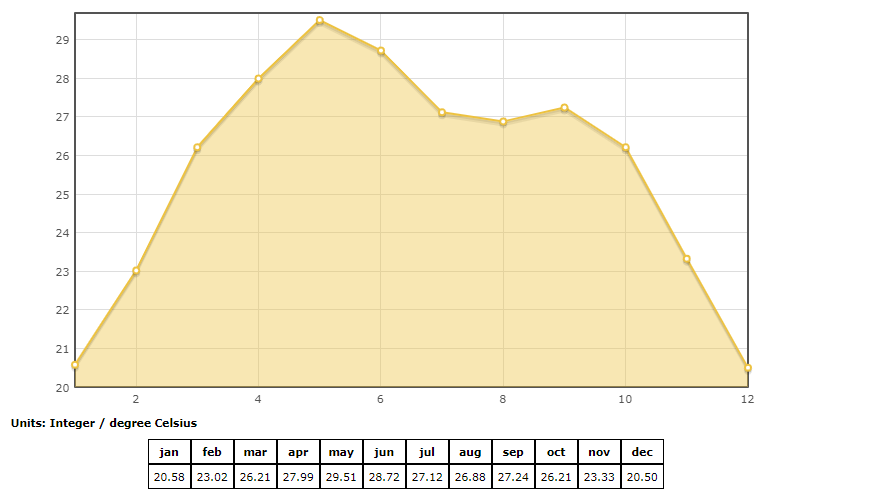 29
28
27
26
25
24
23
22
21
20
2 4 6 8 10 12
Units: Integer / degree Celsius
jan feb mar apr may jun jul aug sep oct nov dec
20.58 23.02 26.21 27.99 29.51 28.72 27.12 26.88 27.24 26.21 23.33 20.50